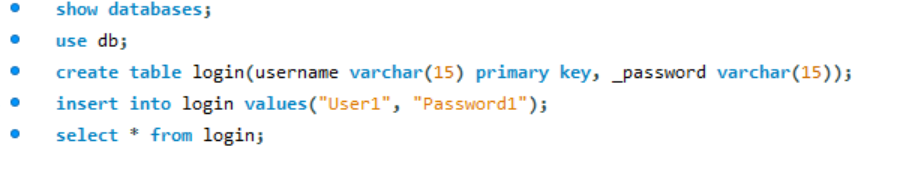 show databases;
use db;
create table login(username varchar(15) primary key, _password varchar(15));
insert into login values("User1", "Password1");
select * from login;